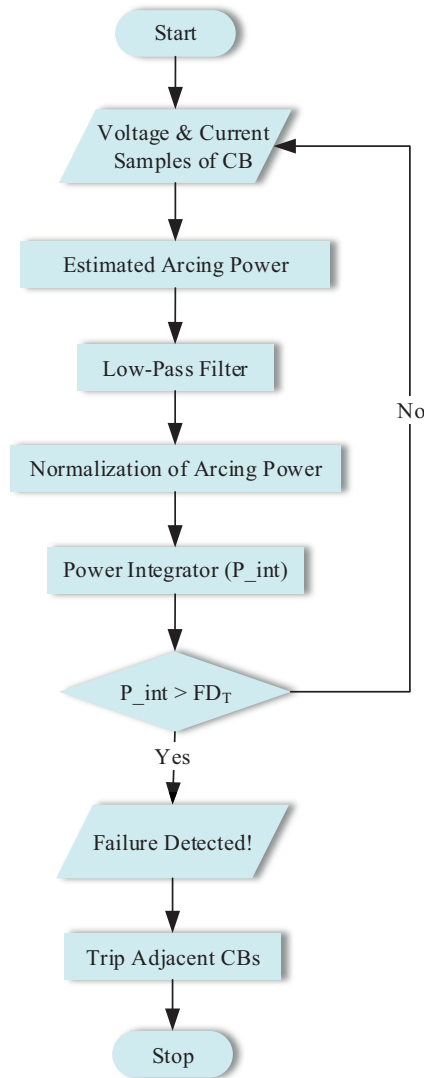 Start
Voltage & Current
Samples of CB
Estimated Arcing Power
Low-Pass Filter
No
Normalization of Arcing Power
Power Integrator (P_int)
P_int > FD_T
Yes
Failure Detected!
Trip Adjacent CBs
Stop